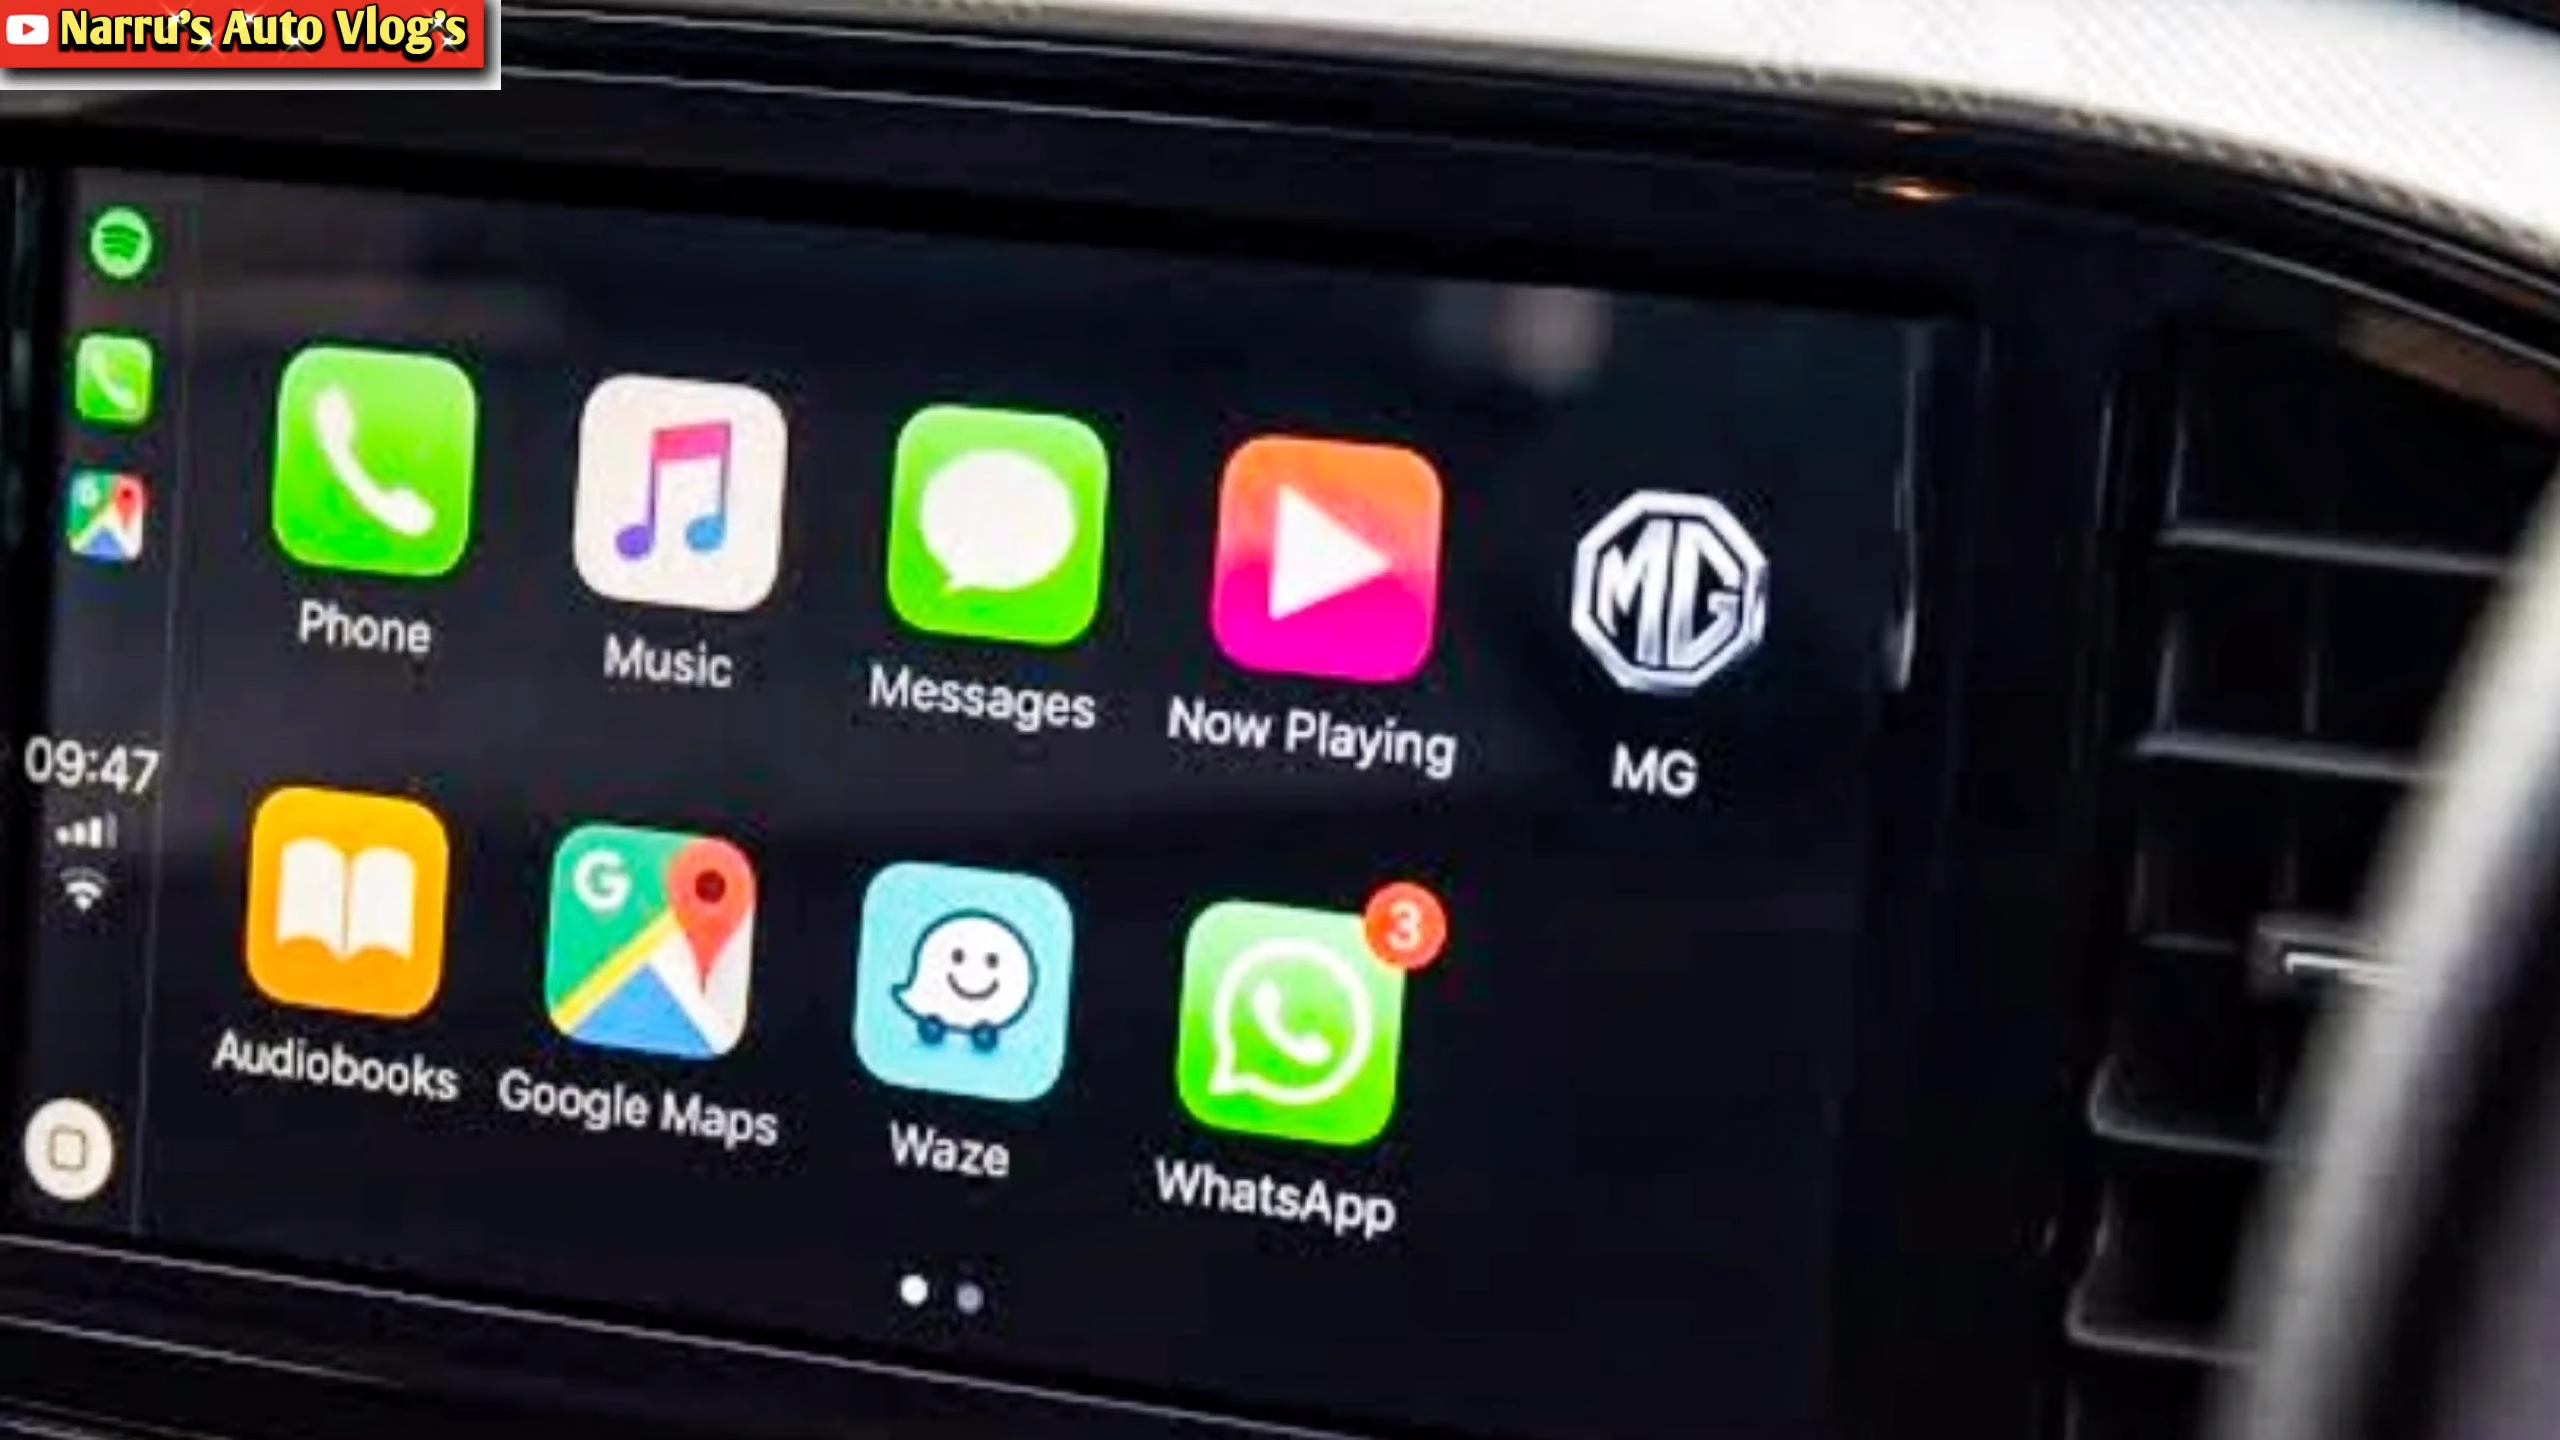 Narru's Auto Vlog's
Phone
Music
Messages
Now Playing
MG
MG
09:47
Audiobooks
G
Google Maps
Waze
3
WhatsApp